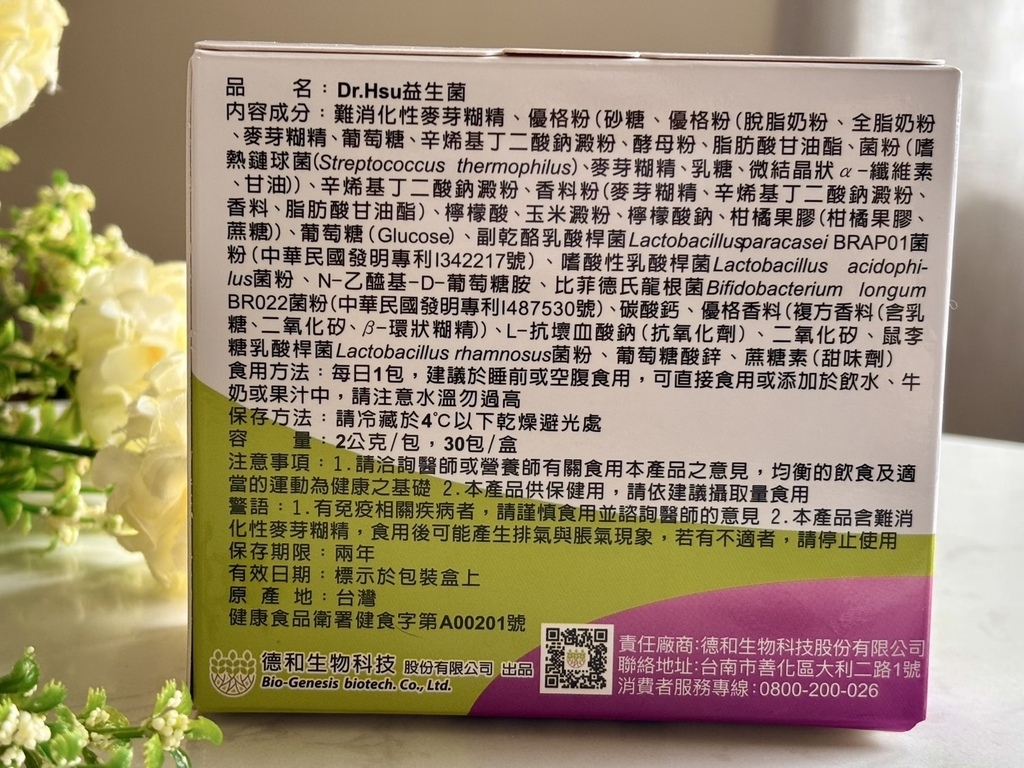 品　　名：Dr.Hsu益生菌
內容成分：難消化性麥芽糊精、優格粉(砂糖、優格粉(脫脂奶粉、全脂奶粉
、麥芽糊精、葡萄糖、辛烯基丁二酸鈉澱粉、酵母粉、脂肪酸甘油酯、菌粉(嗜
熱鏈球菌(Streptococcus thermophilus)、麥芽糊精、乳糖、微結晶狀α-纖維素
、甘油))、辛烯基丁二酸鈉澱粉、香料粉(麥芽糊精、辛烯基丁二酸鈉澱粉、
香料、脂肪酸甘油酯)、檸檬酸、玉米澱粉、檸檬酸鈉、柑橘果膠(柑橘果膠、
蔗糖))、葡萄糖(Glucose)、副乾酪乳酸桿菌Lactobacillusparacasei BRAP01菌
粉(中華民國發明專利I342217號)、嗜酸性乳酸桿菌Lactobacillus acidophi-
lus菌粉、N-乙醯基-D-葡萄糖胺、比菲德氏龍根菌Bifidobacterium longum
BR022菌粉(中華民國發明專利I487530號)、碳酸鈣、優格香料(複方香料(含乳
糖、二氧化矽、β-環狀糊精))、L-抗壞血酸鈉(抗氧化劑)、二氧化矽、鼠李
糖乳酸桿菌Lactobacillus rhamnosus菌粉、葡萄糖酸鋅、蔗糖素(甜味劑)
食用方法：每日1包，建議於睡前或空腹食用，可直接食用或添加於飲水、牛
奶或果汁中，請注意水溫勿過高
保存方法：請冷藏於4℃以下乾燥避光處
容　　量：2公克/包，30包/盒
注意事項：1.請洽詢醫師或營養師有關食用本產品之意見，均衡的飲食及適
當的運動為健康之基礎 2.本產品供保健用，請依建議攝取量食用
警語：1.有免疫相關疾病者，請謹慎食用並諮詢醫師的意見 2.本產品含難消
化性麥芽糊精，食用後可能產生排氣與脹氣現象，若有不適者，請停止使用
保存期限：兩年
有效日期：標示於包裝盒上
原 產 地：台灣
健康食品衛署健食字第A00201號
德和生物科技 股份有限公司 出品
Bio-Genesis biotech. Co., Ltd.
責任廠商:德和生物科技股份有限公司
聯絡地址:台南市善化區大利二路1號
消費者服務專線:0800-200-026